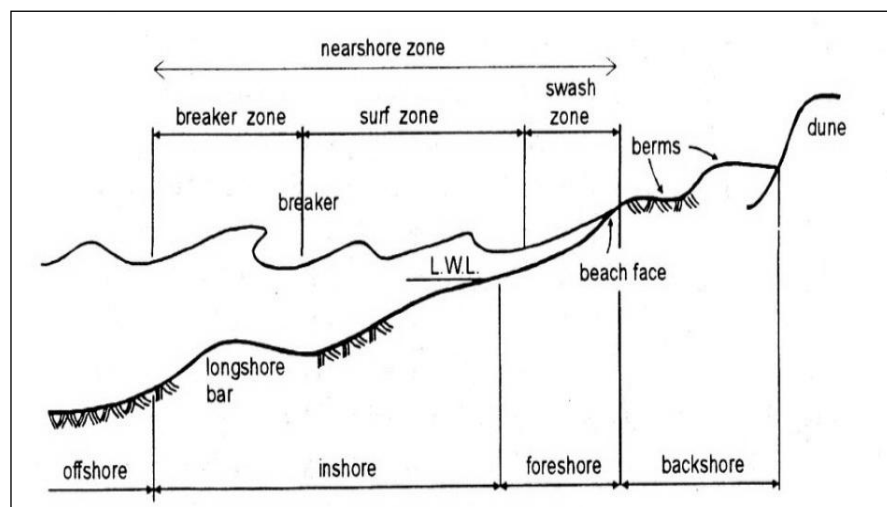 nearshore zone
breaker zone
surf zone
swash
zone
berms
dune
breaker
L.W.L.
beach face
longshore
bar
offshore
inshore
foreshore
backshore